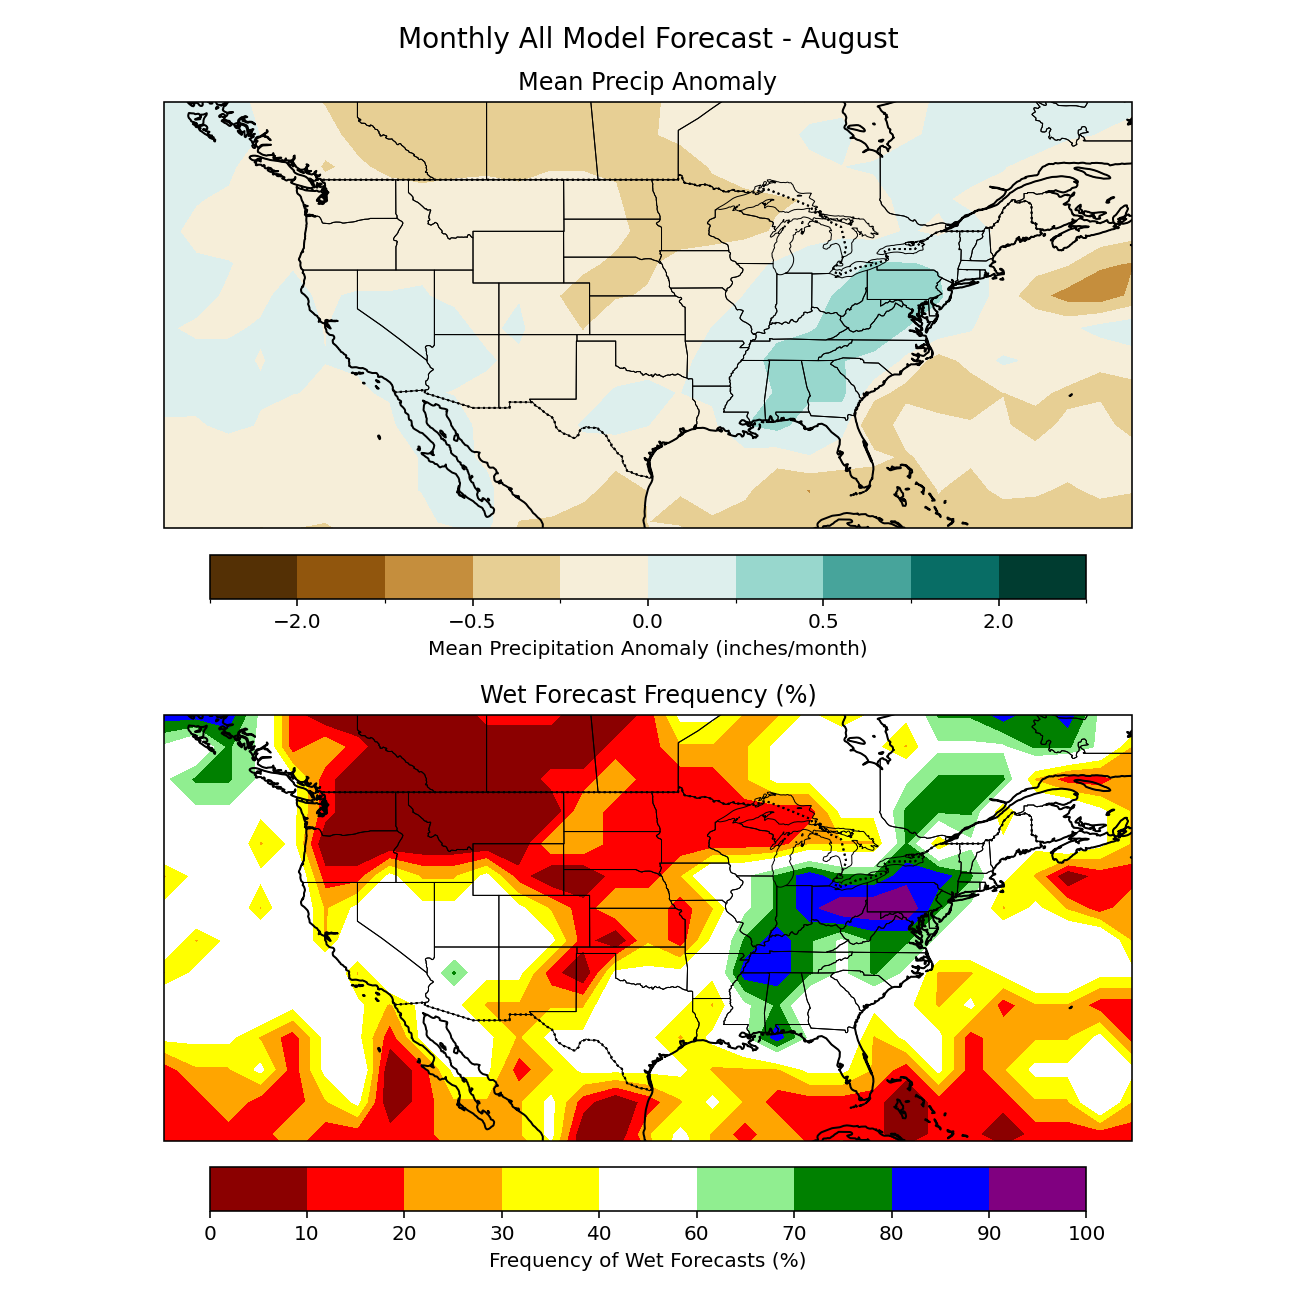 Monthly All Model Forecast - August
Mean Precip Anomaly
−2.0 −0.5 0.0 0.5 2.0
Mean Precipitation Anomaly (inches/month)
Wet Forecast Frequency (%)
0 10 20 30 40 60 70 80 90 100
Frequency of Wet Forecasts (%)